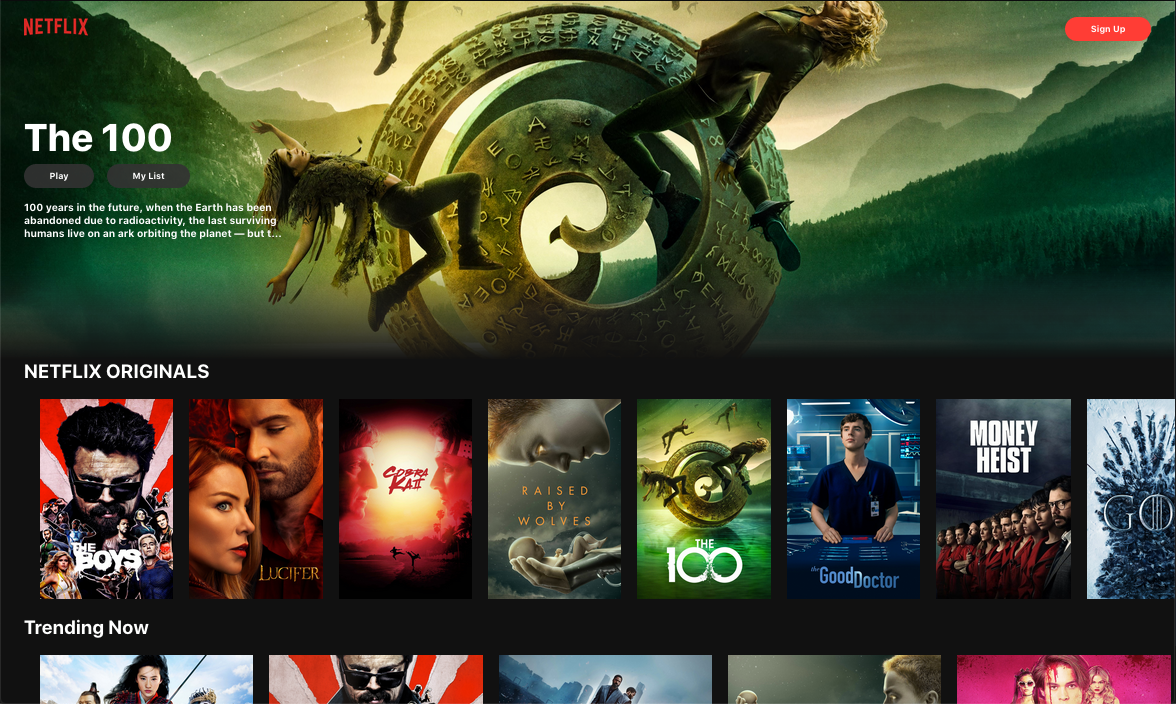 NETFLIX
Sign Up
The 100
Play
My List
100 years in the future, when the Earth has been
abandoned due to radioactivity, the last surviving
humans live on an ark orbiting the planet — but t...
NETFLIX ORIGINALS
THE
BOYS
LUCIFER
COBRA
KAI
RAISED
BY
WOLVES
THE
100
the GoodDoctor
MONEY
HEIST
GO
Trending Now